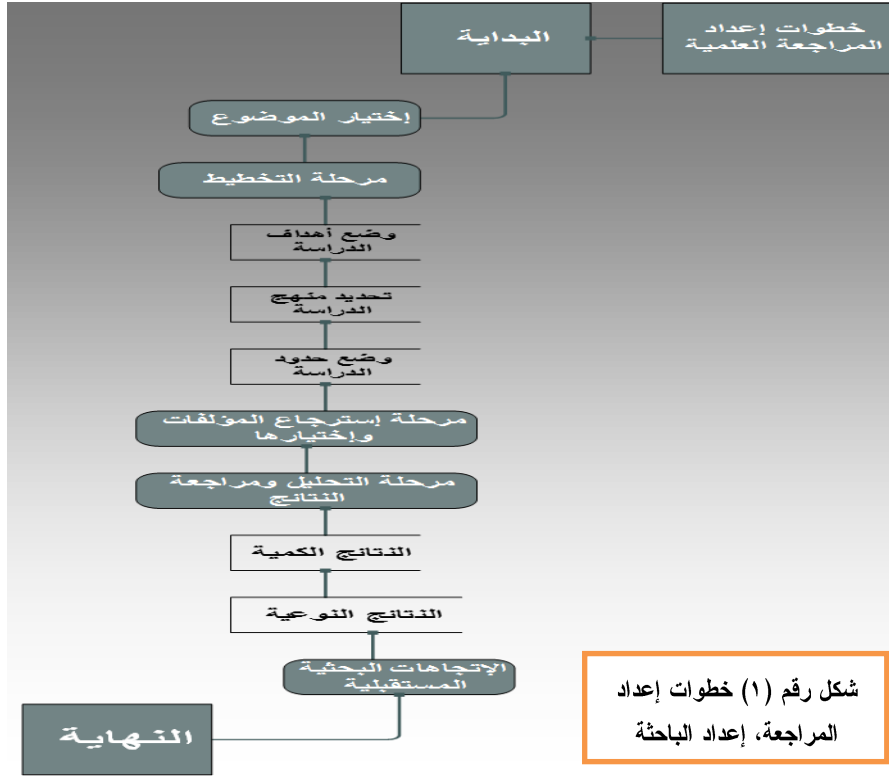 خطوات إعداد
المراجعة العلمية
البداية
إختيار الموضوع
مرحلة التخطيط
وضع أهداف
الدراسة
تحديد منهج
الدراسة
وضع حدود
الدراسة
مرحلة إسترجاع المؤلفات
وإختيارها
مرحلة التحليل ومراجعة
النتائج
النتائج الكمية
النتائج النوعية
الإتجاهات البحثية
المستقبلية
النهاية
شكل رقم (١) خطوات إعداد
المراجعة، إعداد الباحثة